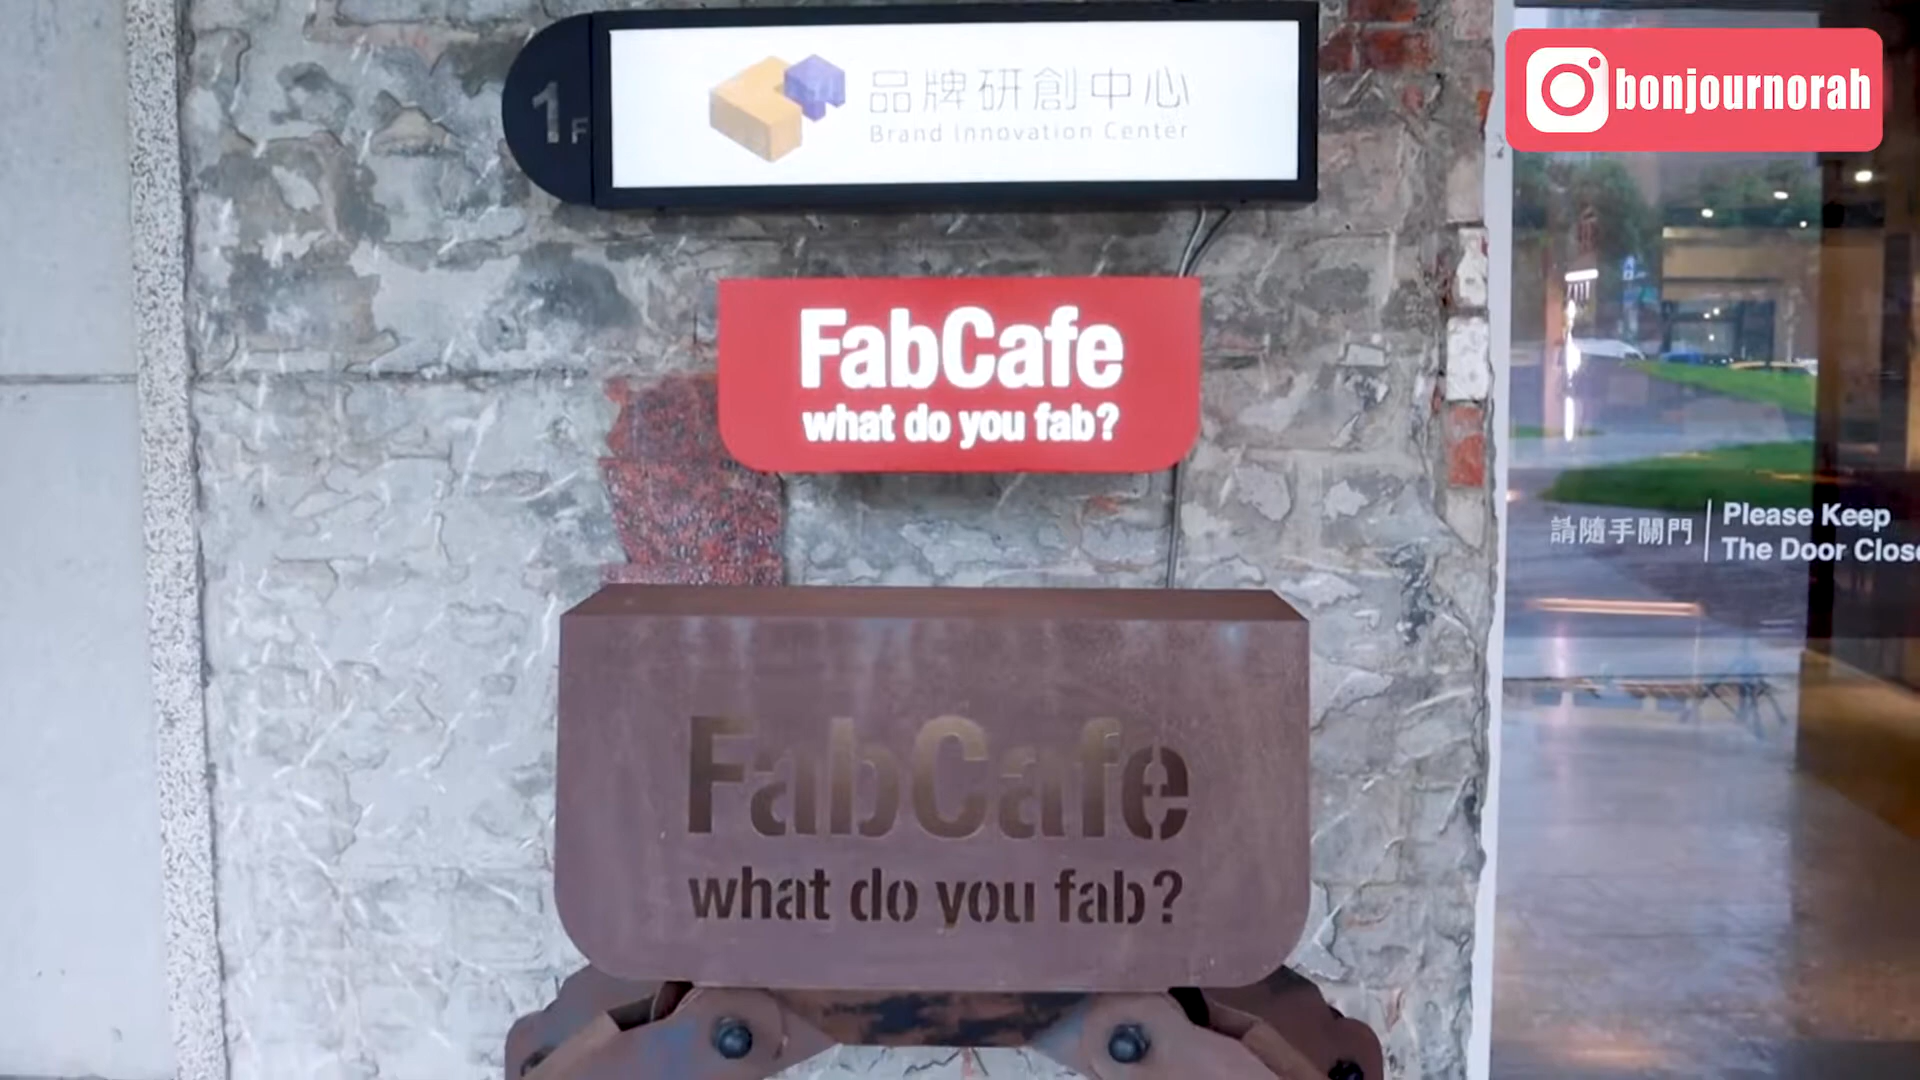 1F
品牌研創中心
Brand Innovation Center
bonjournorah
FabCafe
what do you fab?
請隨手關門
Please Keep
The Door Close
FabCafe
what do you fab?